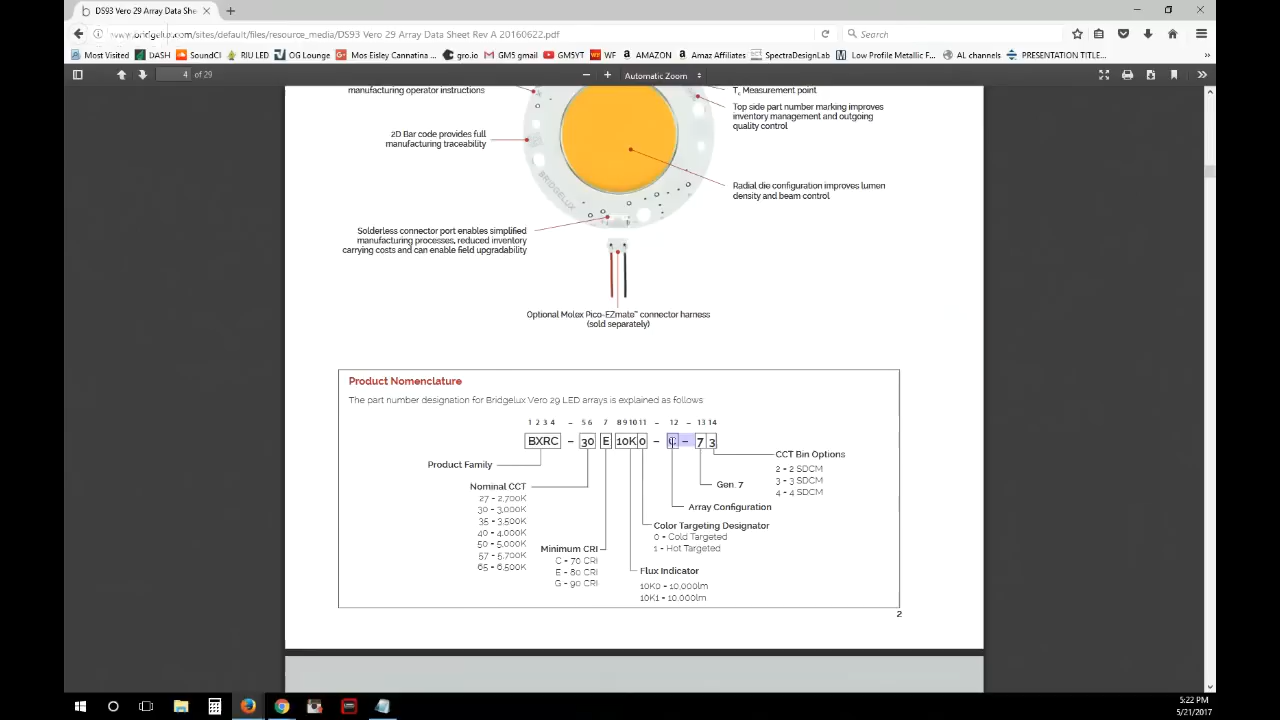 DS93 Vero 29 Array Data Shee
www.bridgelux.com/sites/default/files/resource_media/DS93 Vero 29 Array Data Sheet Rev A 20160622.pdf
Search
Most Visited
DASH
SoundCl
RIU LED
OG Lounge
Mos Eisley Cannatina ...
gro.io
GM5 gmail
GM5YT
WF
AMAZON
Amaz Affiliates
SpectraDesignLab
Low Profile Metallic F...
AL channels
PRESENTATION TITLE...
4
of 29
Automatic Zoom
manufacturing operator instructions
Tc Measurement point
Top side part number marking improves
inventory management and outgoing
quality control
2D Bar code provides full
manufacturing traceability
Radial die configuration improves lumen
density and beam control
BRIDGELUX
Solderless connector port enables simplified
manufacturing processes, reduced inventory
carrying costs and can enable field upgradability
Optional Molex Pico-EZmate™ connector harness
(sold separately)
Product Nomenclature
The part number designation for Bridgelux Vero 29 LED arrays is explained as follows:
1 2 3 4 – 5 6 7 8 9 10 11 – 12 – 13 14
BXRC – 30 E 10K 0 – C – 7 3
Product Family
CCT Bin Options
2 = 2 SDCM
3 = 3 SDCM
4 = 4 SDCM
Gen. 7
Array Configuration
Nominal CCT
27 = 2,700K
30 = 3,000K
35 = 3,500K
40 = 4,000K
50 = 5,000K
57 = 5,700K
65 = 6,500K
Color Targeting Designator
0 = Cold Targeted
1 = Hot Targeted
Minimum CRI
C = 70 CRI
E = 80 CRI
G = 90 CRI
Flux Indicator
10K0 = 10,000lm
10K1 = 10,000lm
2
5:22 PM
5/21/2017